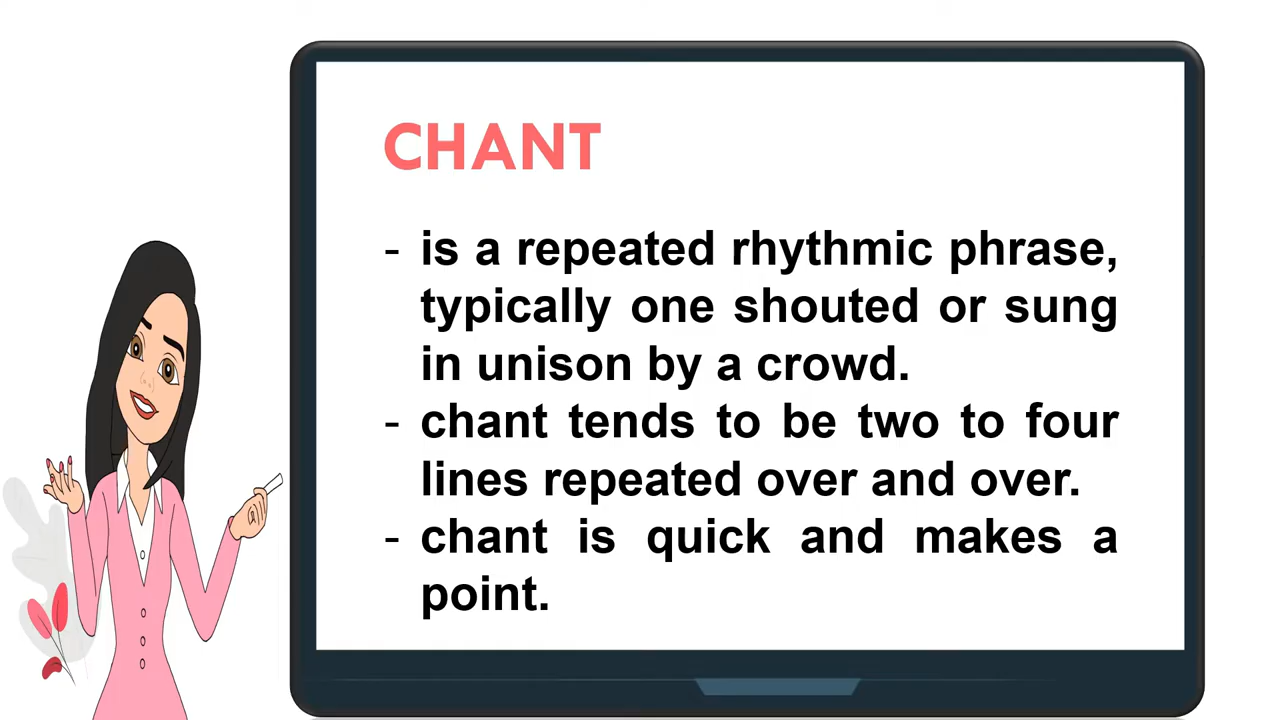 CHANT
- is a repeated rhythmic phrase,
typically one shouted or sung
in unison by a crowd.
- chant tends to be two to four
lines repeated over and over.
- chant is quick and makes a
point.